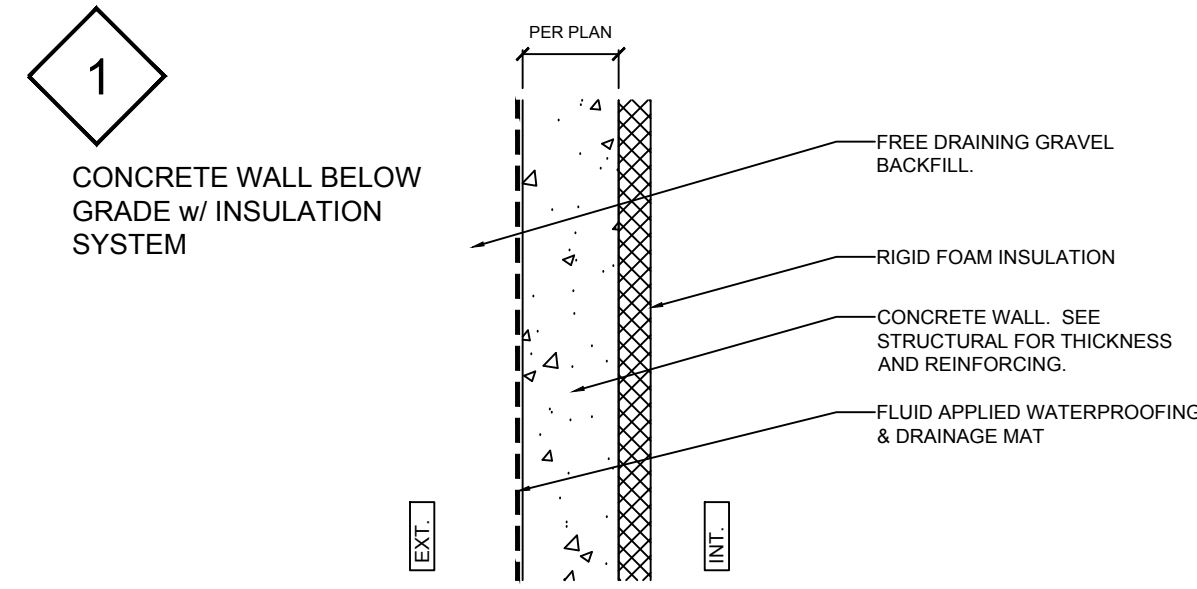 1
CONCRETE WALL BELOW
GRADE w/ INSULATION
SYSTEM
PER PLAN
FREE DRAINING GRAVEL
BACKFILL.
RIGID FOAM INSULATION
CONCRETE WALL. SEE
STRUCTURAL FOR THICKNESS
AND REINFORCING.
FLUID APPLIED WATERPROOFING
& DRAINAGE MAT
EXT.
INT.